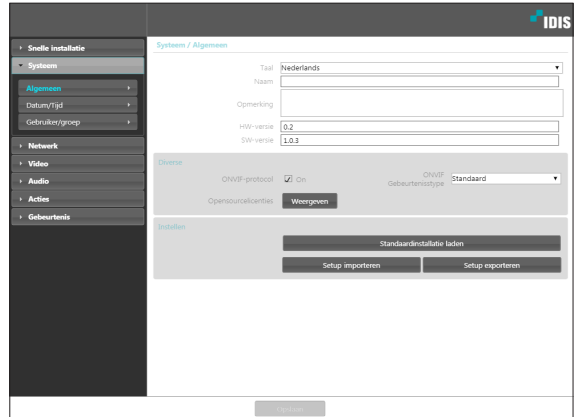 IDIS
Snelle installatie
Systeem
Algemeen
Datum/Tijd
Gebruiker/groep
Netwerk
Video
Audio
Acties
Gebeurtenis
Systeem / Algemeen
Taal Nederlands
Naam
Opmerking
HW-versie 0.2
SW-versie 1.0.3
Diverse
ONVIF-protocol On
ONVIF Gebeurtenisstype Standaard
Opensourcelicenties Weergeven
Instellen
Standaardinstallatie laden
Setup importeren Setup exporteren
Opslaan